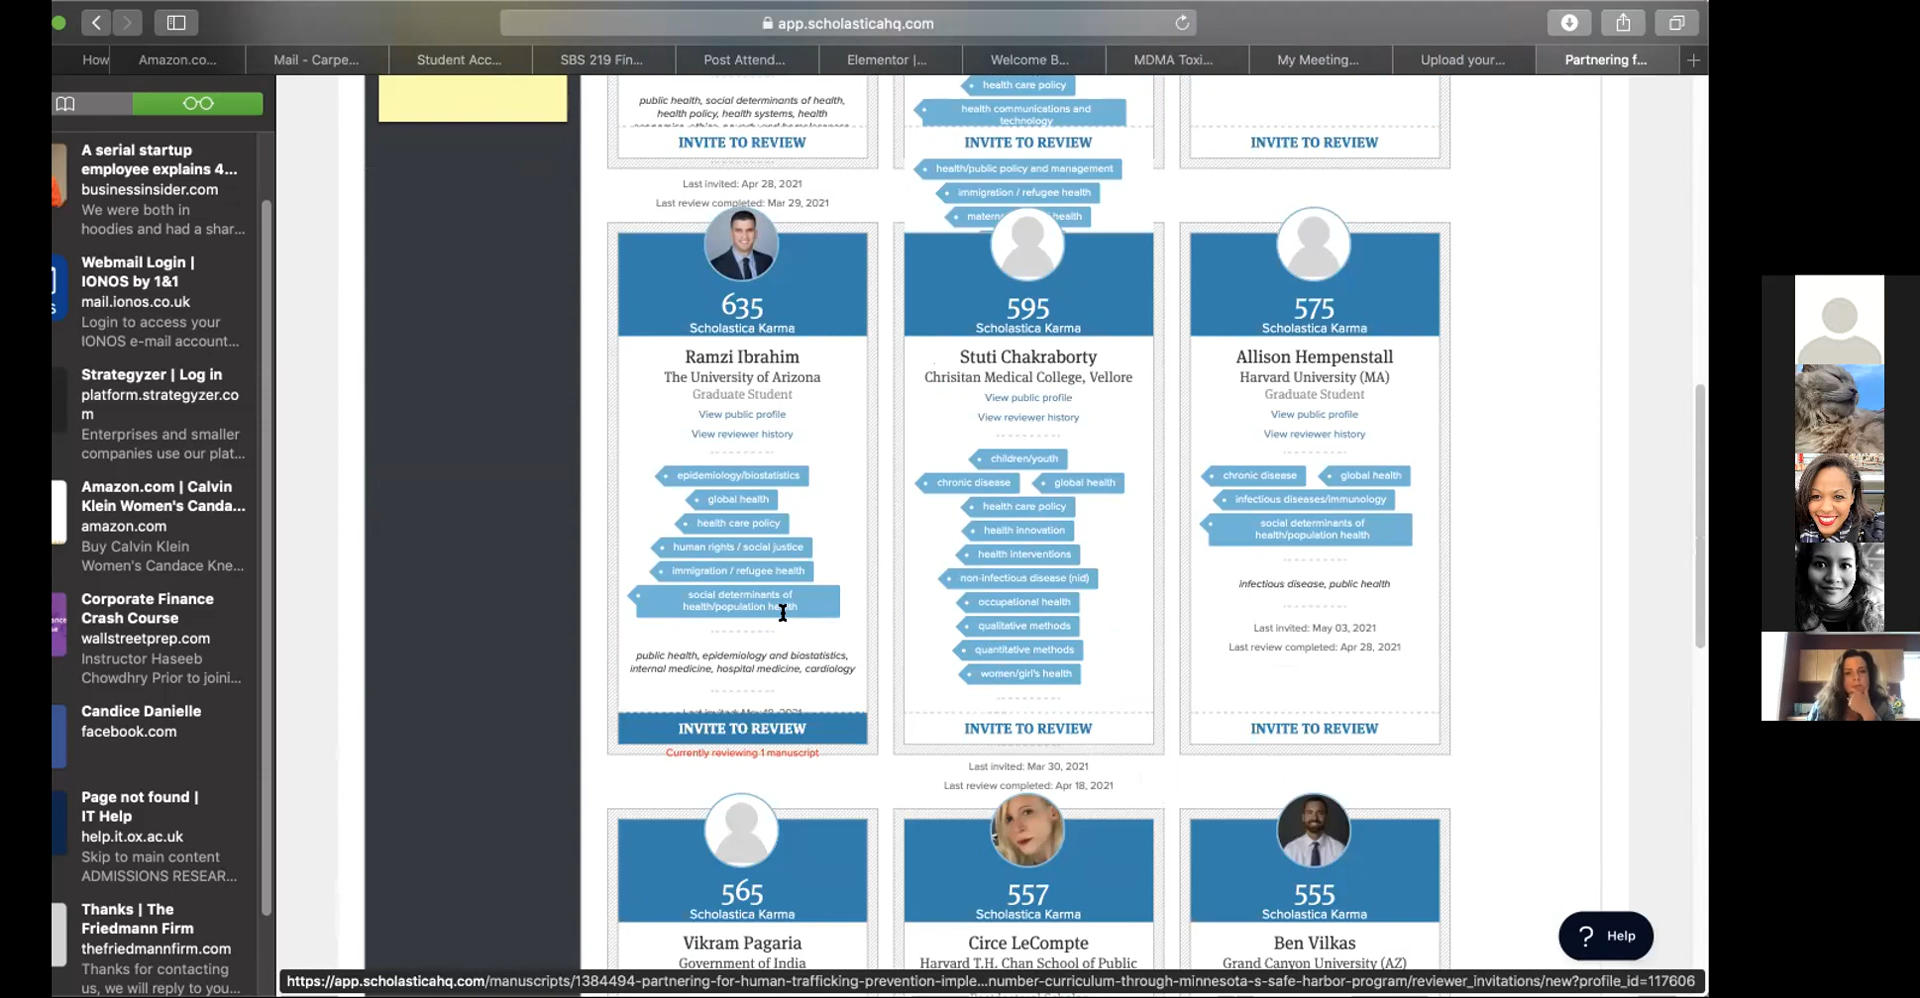 app.scholasticahq.com
How
Amazon.co...
Mail - Carpe...
Student Acc...
SBS 219 Fin...
Post Attend...
Elementor |...
Welcome B...
MDMA Toxi...
My Meeting...
Upload your...
Partnering f...
A serial startup
employee explains 4...
businessinsider.com
We were both in
hoodies and had a shar...
Webmail Login |
IONOS by 1&1
mail.ionos.co.uk
Login to access your
IONOS e-mail account...
Strategyzer | Log in
platform.strategyzer.co
m
Enterprises and smaller
companies use our plat...
Amazon.com | Calvin
Klein Women's Canda...
amazon.com
Buy Calvin Klein
Women's Candace Kne...
Corporate Finance
Crash Course
wallstreetprep.com
Instructor Haseeb
Chowdhry Prior to joini...
Candice Danielle
facebook.com
Page not found |
IT Help
help.it.ox.ac.uk
Skip to main content
ADMISSIONS RESEAR...
Thanks | The
Friedmann Firm
thefriedmannfirm.com
Thanks for contacting
us, we will reply to you...
public health, social determinants of health,
health policy, health systems, health
INVITE TO REVIEW
Last invited: Apr 28, 2021
Last review completed: Mar 29, 2021
health care policy
health communications and
technology
INVITE TO REVIEW
health/public policy and management
immigration / refugee health
INVITE TO REVIEW
635
Scholastica Karma
Ramzi Ibrahim
The University of Arizona
Graduate Student
View public profile
View reviewer history
epidemiology/biostatistics
global health
health care policy
human rights / social justice
immigration / refugee health
social determinants of
health/population health
public health, epidemiology and biostatistics,
internal medicine, hospital medicine, cardiology
INVITE TO REVIEW
Currently reviewing 1 manuscript
595
Scholastica Karma
Stuti Chakraborty
Chrisitan Medical College, Vellore
View public profile
View reviewer history
children/youth
chronic disease
global health
health care policy
health innovation
health interventions
non-infectious disease (nid)
occupational health
qualitative methods
quantitative methods
women/girl's health
INVITE TO REVIEW
Last invited: Mar 30, 2021
Last review completed: Apr 18, 2021
575
Scholastica Karma
Allison Hempenstall
Harvard University (MA)
Graduate Student
View public profile
View reviewer history
chronic disease
global health
infectious diseases/immunology
social determinants of
health/population health
infectious disease, public health
Last invited: May 03, 2021
Last review completed: Apr 28, 2021
INVITE TO REVIEW
565
Scholastica Karma
Vikram Pagaria
Government of India
557
Scholastica Karma
Circe LeCompte
Harvard T.H. Chan School of Public
555
Scholastica Karma
Ben Vilkas
Grand Canyon University (AZ)
? Help
https://app.scholasticahq.com/manuscripts/1384494-partnering-for-human-trafficking-prevention-imple...number-curriculum-through-minnesota-s-safe-harbor-program/reviewer_invitations/new?profile_id=117606